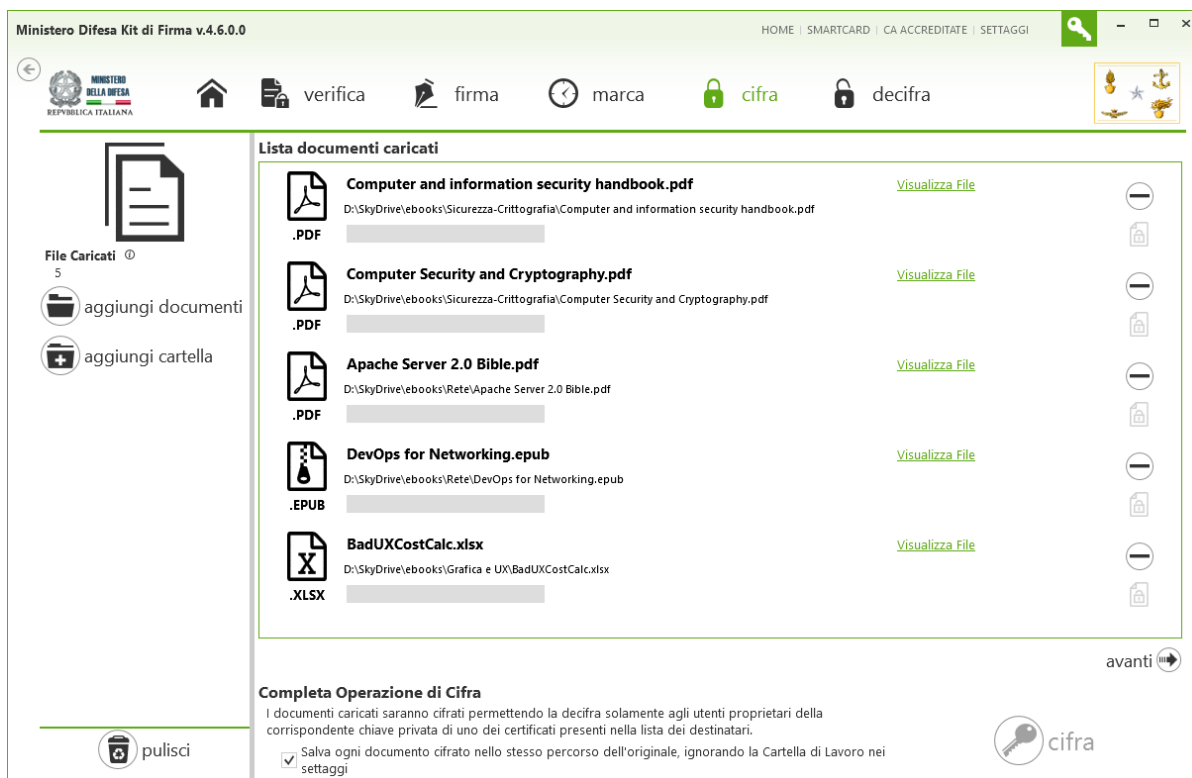 Ministero Difesa Kit di Firma v.4.6.0.0
HOME | SMARTCARD | CA ACCREDITATE | SETTAGGI
MINISTERO
DELLA DIFESA
REPVBBLICA ITALIANA
verifica
firma
marca
cifra
decifra
Lista documenti caricati
File Caricati
5
aggiungi documenti
aggiungi cartella
Computer and information security handbook.pdf
Visualizza File
D:\SkyDrive\ebooks\Sicurezza-Crittografia\Computer and information security handbook.pdf
.PDF
Computer Security and Cryptography.pdf
Visualizza File
D:\SkyDrive\ebooks\Sicurezza-Crittografia\Computer Security and Cryptography.pdf
.PDF
Apache Server 2.0 Bible.pdf
Visualizza File
D:\SkyDrive\ebooks\Rete\Apache Server 2.0 Bible.pdf
.PDF
DevOps for Networking.epub
Visualizza File
D:\SkyDrive\ebooks\Rete\DevOps for Networking.epub
.EPUB
BadUXCostCalc.xlsx
Visualizza File
D:\SkyDrive\ebooks\Grafica e UX\BadUXCostCalc.xlsx
X
.XLSX
avanti
Completa Operazione di Cifra
I documenti caricati saranno cifrati permettendo la decifra solamente agli utenti proprietari della
corrispondente chiave privata di uno dei certificati presenti nella lista dei destinatari.
Salva ogni documento cifrato nello stesso percorso dell'originale, ignorando la Cartella di Lavoro nei
settaggi
cifra
pulisci